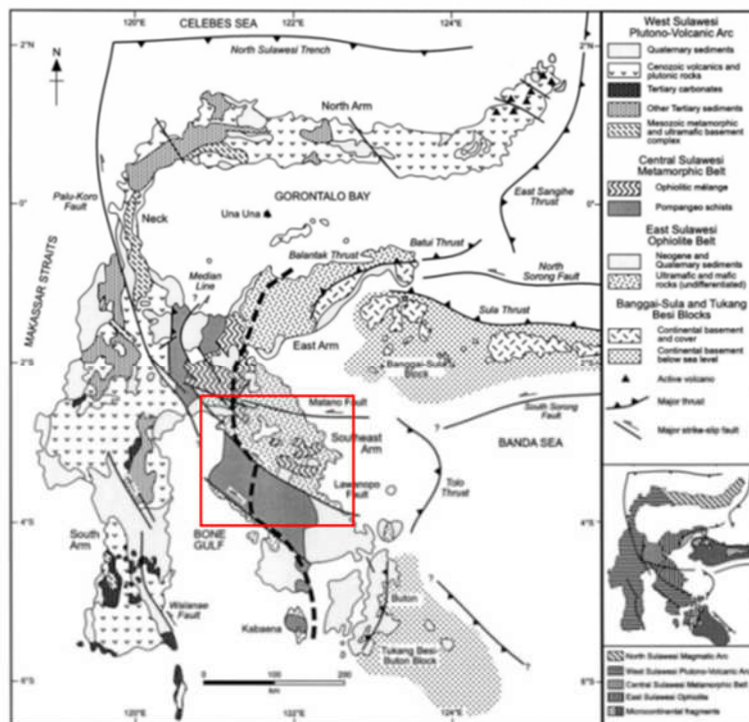 120°E
122°E
124°E
CELEBES SEA
2°N
N
North Sulawesi Trench
North Arm
Palu-Koro
Fault
GORONTALO BAY
East Sangihe
Thrust
0°
Neck
Una Una
Balantak Thrust
Batui Thrust
MAKASSAR STRAITS
Median
Line
?
North
Sorong Fault
Sula Thrust
East Arm
2°S
Banggai-Sula
Block
2°S
Matano Fault
South Sorong Fault
Southeast
Arm
?
BANDA SEA
Lawanopo
Fault
Tolo
Thrust
4°S
South
Arm
BONE
GULF
?
Walanae
Fault
Buton
Kabaena
Tukang Besi-
Buton Block
?
0
100
200
km
6°S
120°E
122°E
124°E
West Sulawesi
Plutono-Volcanic Arc
Quaternary sediments
Cenozoic volcanics and
plutonic rocks
Tertiary carbonates
Other Tertiary sediments
Mesozoic metamorphic
and ultramafic basement
complex
Central Sulawesi
Metamorphic Belt
Ophiolitic mélange
Pompangeo schists
East Sulawesi
Ophiolite Belt
Neogene and
Quaternary sediments
Ultramafic and mafic
rocks (undifferentiated)
Banggai-Sula and Tukang
Besi Blocks
Continental basement
and cover
Continental basement
below sea level
Active volcano
Major thrust
Major strike-slip fault
North Sulawesi Magmatic Arc
West Sulawesi Plutono-Volcanic Arc
Central Sulawesi Metamorphic Belt
East Sulawesi Ophiolite
Microcontinental fragments